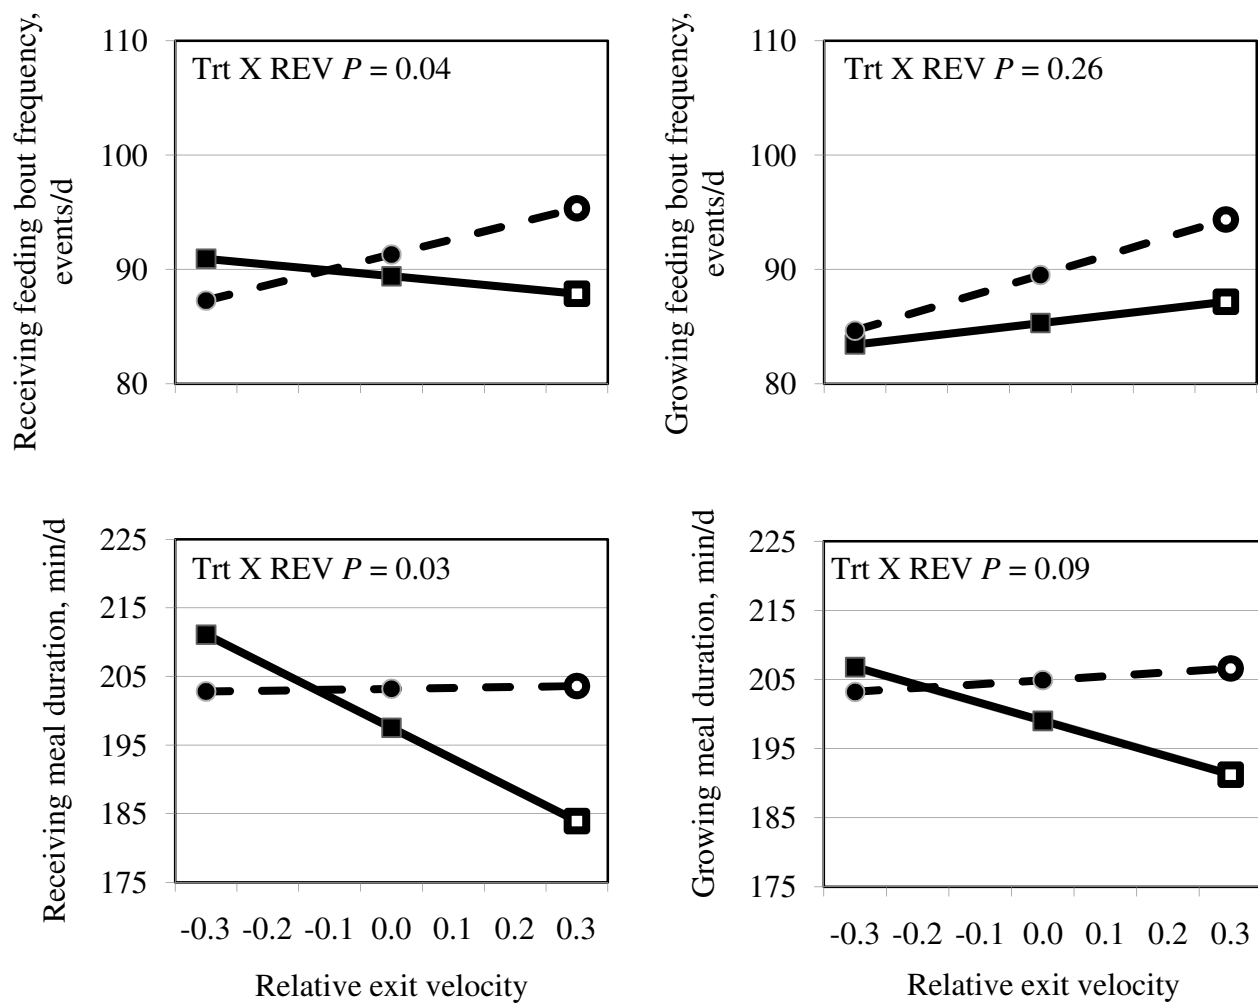 Receiving feeding bout frequency,
events/d
110
100
90
80
Trt X REV P = 0.04
Growing feeding bout frequency,
events/d
110
100
90
80
Trt X REV P = 0.26
Receiving meal duration, min/d
225
215
205
195
185
175
Trt X REV P = 0.03
-0.3 -0.2 -0.1 0.0 0.1 0.2 0.3
Relative exit velocity
Growing meal duration, min/d
225
215
205
195
185
175
Trt X REV P = 0.09
-0.3 -0.2 -0.1 0.0 0.1 0.2 0.3
Relative exit velocity